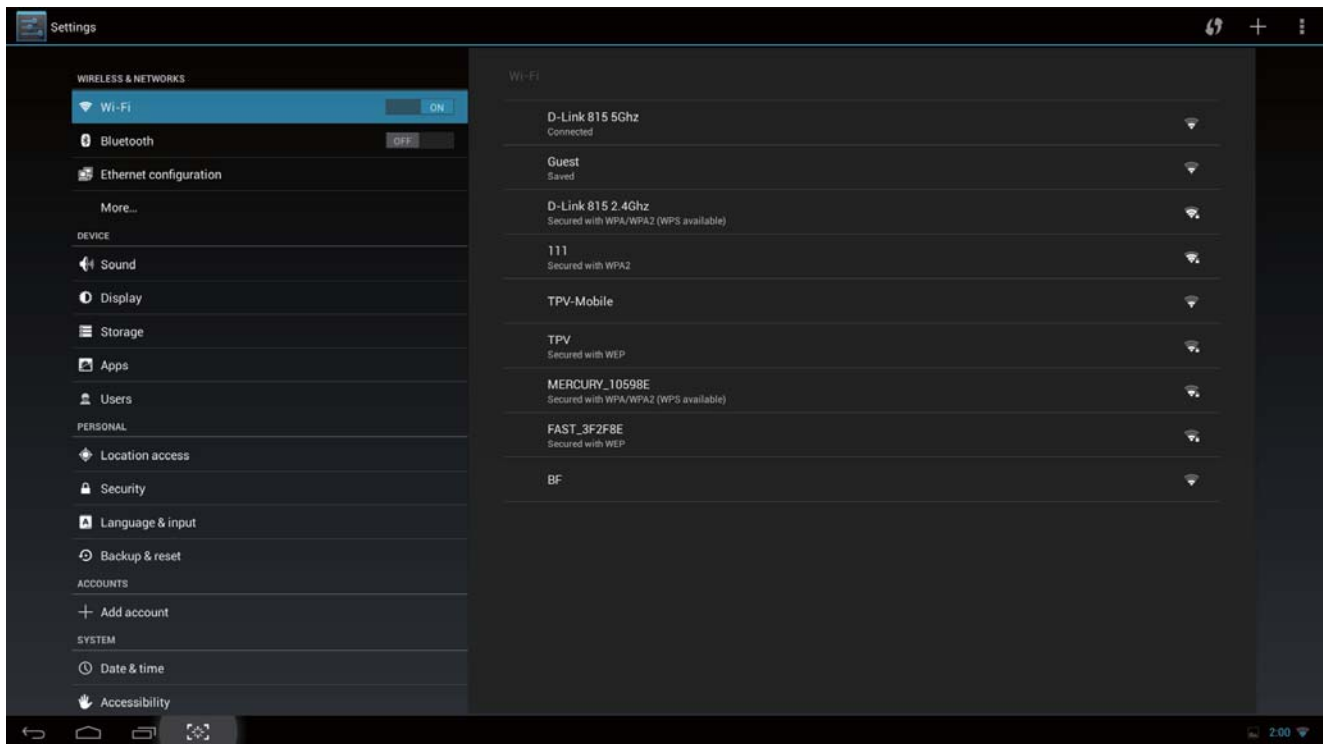 Settings
WIRELESS & NETWORKS
Wi-Fi
ON
Bluetooth
OFF
Ethernet configuration
More...
DEVICE
Sound
Display
Storage
Apps
Users
PERSONAL
Location access
Security
Language & input
Backup & reset
ACCOUNTS
Add account
SYSTEM
Date & time
Accessibility
Wi-Fi
D-Link 815 5Ghz
Connected
Guest
Saved
D-Link 815 2.4Ghz
Secured with WPA/WPA2 (WPS available)
111
Secured with WPA2
TPV-Mobile
TPV
Secured with WEP
MERCURY_10598E
Secured with WPA/WPA2 (WPS available)
FAST_3F2F8E
Secured with WEP
BF
2:00